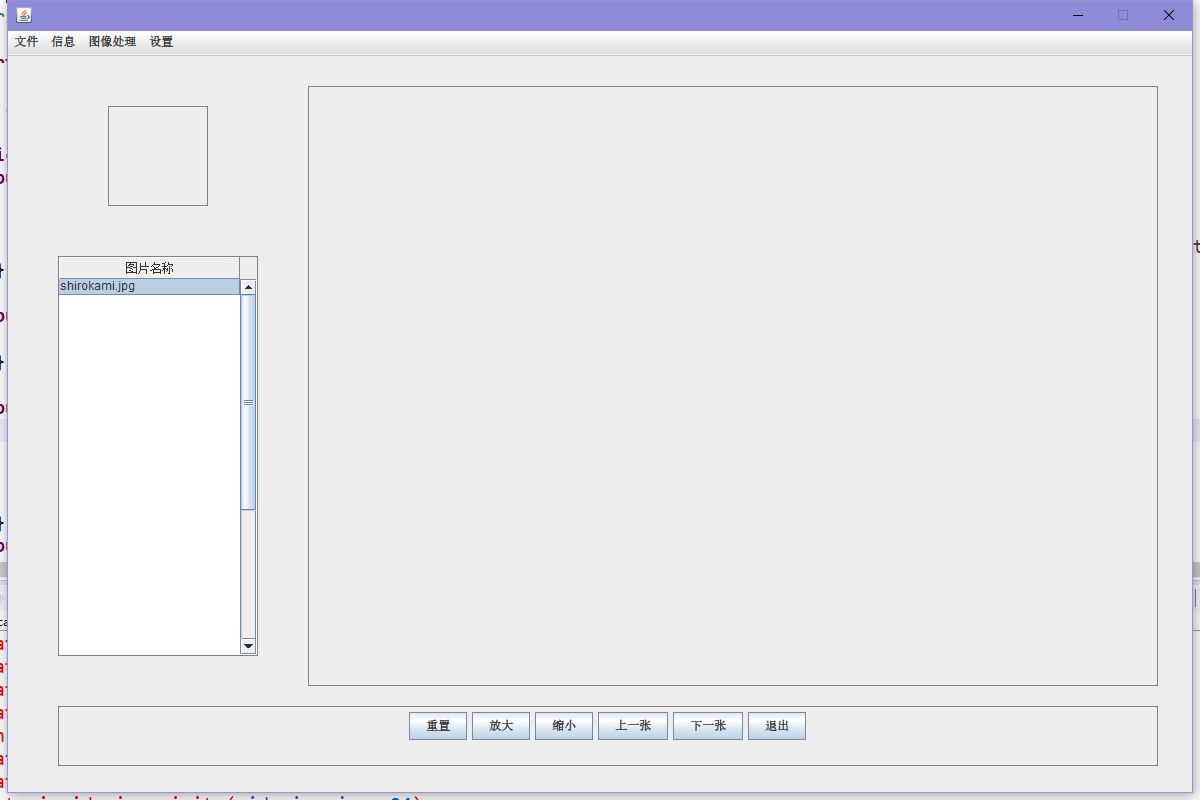 文件 信息 图像处理 设置
图片名称
shirokami.jpg
重置 放大 缩小 上一张 下一张 退出